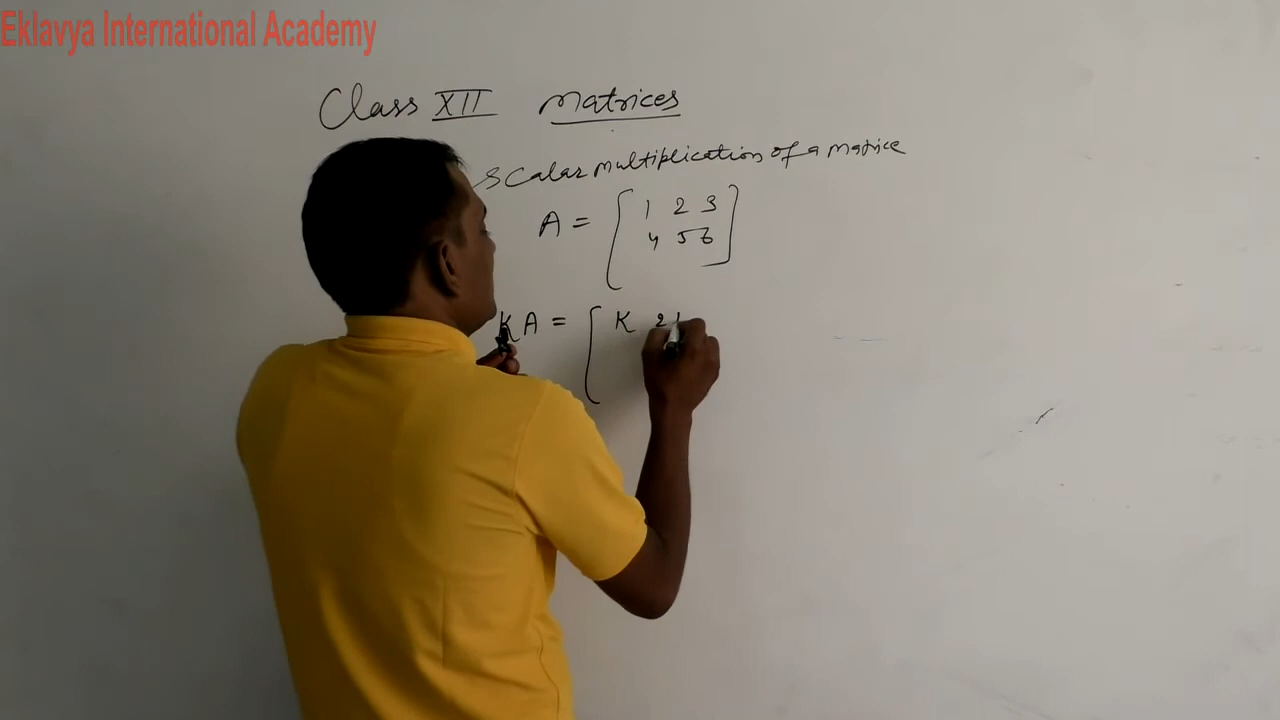 Eklavya International Academy
Class XII Matrices
scalar multiplication of a matrice
A = [ 1 2 3
4 5 6 ]
KA = [ K 2